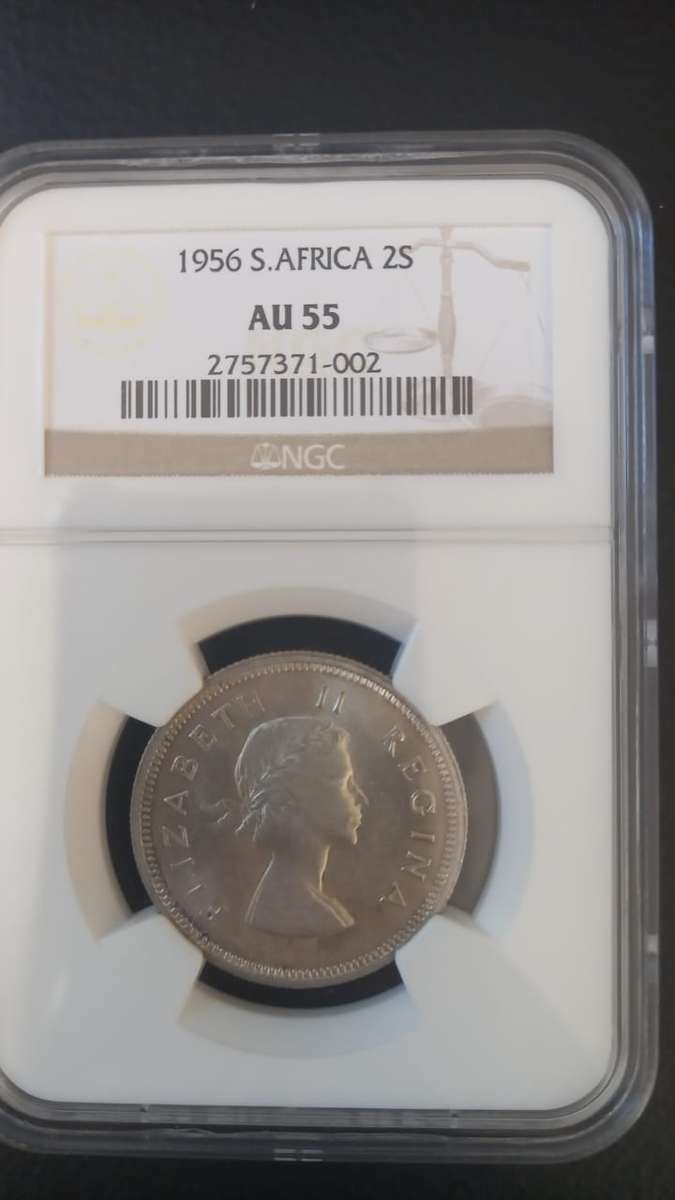 1956 S.AFRICA 2S
AU 55
2757371-002
NGC
ELIZABETH II REGINA